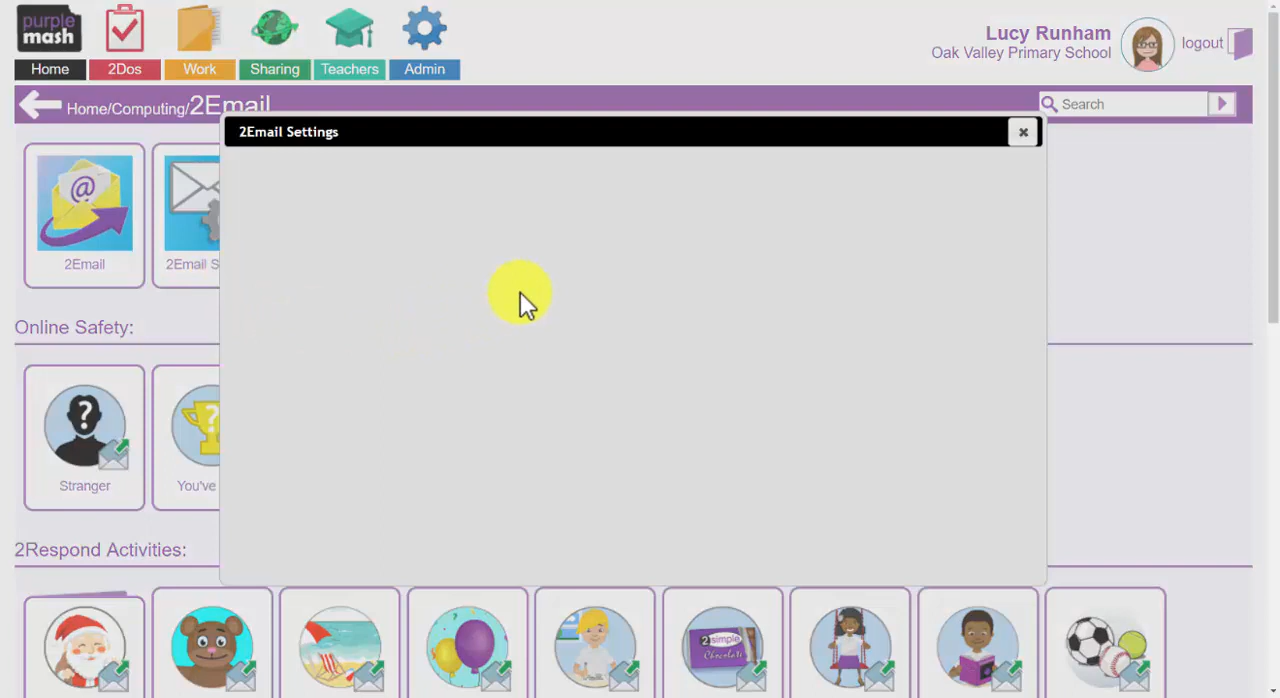 purple
mash
Home
2Dos
Work
Sharing
Teachers
Admin
Lucy Runham
Oak Valley Primary School
logout
Home/Computing/2Email
Search
2Email Settings
2Email
2Email S
Online Safety:
Stranger
You've
2Respond Activities:
2simple
Chocolate